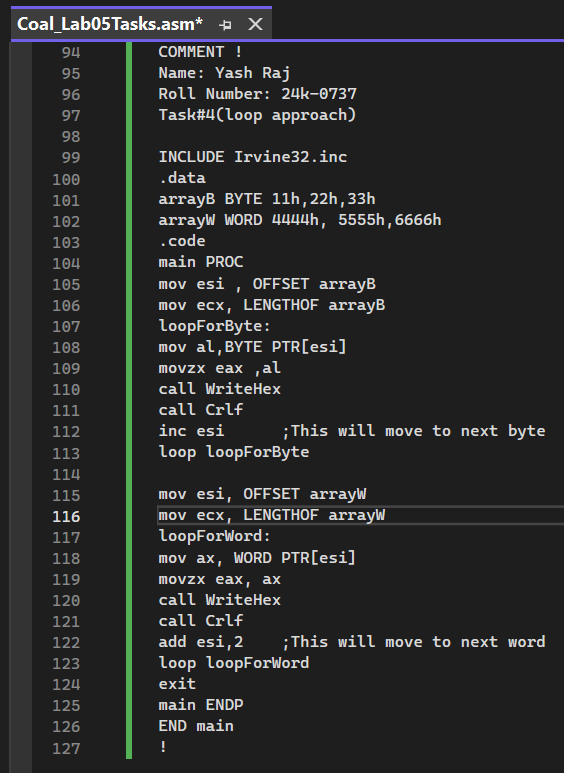 Coal_Lab05Tasks.asm*
94 COMMENT !
95 Name: Yash Raj
96 Roll Number: 24k-0737
97 Task#4(loop approach)
98
99 INCLUDE Irvine32.inc
100 .data
101 arrayB BYTE 11h,22h,33h
102 arrayW WORD 4444h, 5555h,6666h
103 .code
104 main PROC
105 mov esi , OFFSET arrayB
106 mov ecx, LENGTHOF arrayB
107 loopForByte:
108 mov al,BYTE PTR[esi]
109 movzx eax ,al
110 call WriteHex
111 call Crlf
112 inc esi      ;This will move to next byte
113 loop loopForByte
114
115 mov esi, OFFSET arrayW
116 mov ecx, LENGTHOF arrayW
117 loopForWord:
118 mov ax, WORD PTR[esi]
119 movzx eax, ax
120 call WriteHex
121 call Crlf
122 add esi,2    ;This will move to next word
123 loop loopForWord
124 exit
125 main ENDP
126 END main
127 !